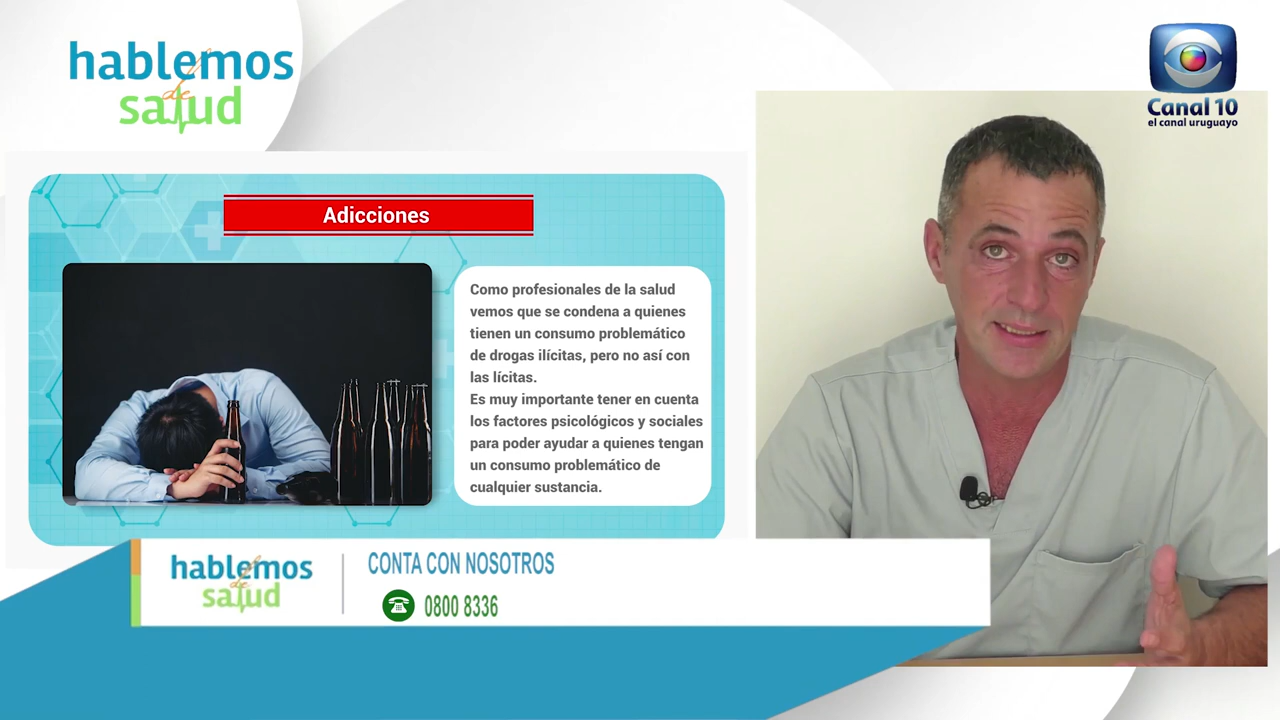 hablemos
de
salud
Canal 10
el canal uruguayo
Adicciones
Como profesionales de la salud
vemos que se condena a quienes
tienen un consumo problemático
de drogas ilícitas, pero no así con
las lícitas.
Es muy importante tener en cuenta
los factores psicológicos y sociales
para poder ayudar a quienes tengan
un consumo problemático de
cualquier sustancia.
hablemos
de
salud
CONTA CON NOSOTROS
0800 8336